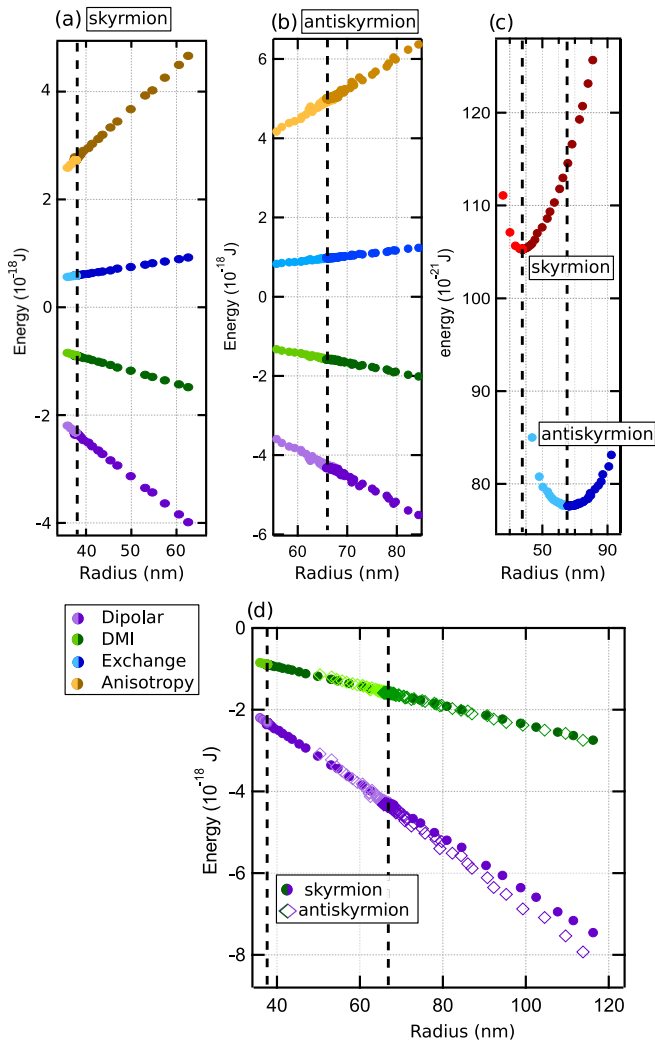 (a) skyrmion
Energy (10⁻¹⁸J)
4
2
0
-2
-4
40 50 60
Radius (nm)
(b) antiskyrmion
Energy (10⁻¹⁸J)
6
4
2
0
-2
-4
-6
60 70 80
Radius (nm)
(c)
energy (10⁻²¹J)
120
110
100
90
80
skyrmion
antiskyrmion
50 90
Radius (nm)
Dipolar
DMI
Exchange
Anisotropy
(d)
Energy (10⁻¹⁸ J)
0
-2
-4
-6
-8
skyrmion
antiskyrmion
40 60 80 100 120
Radius (nm)